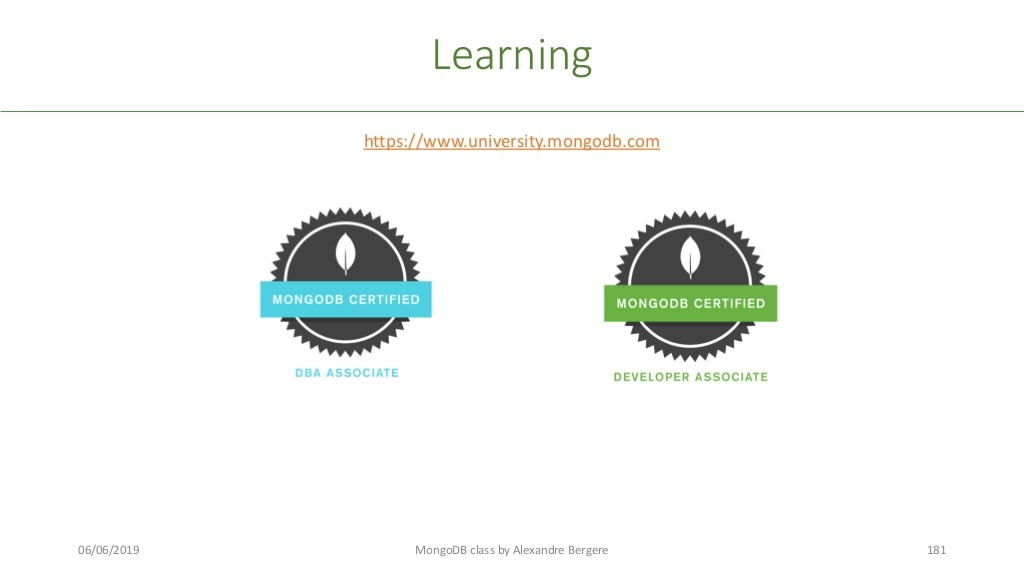 Learning
https://www.university.mongodb.com
MONGODB CERTIFIED
DBA ASSOCIATE
MONGODB CERTIFIED
DEVELOPER ASSOCIATE
06/06/2019
MongoDB class by Alexandre Bergere
181